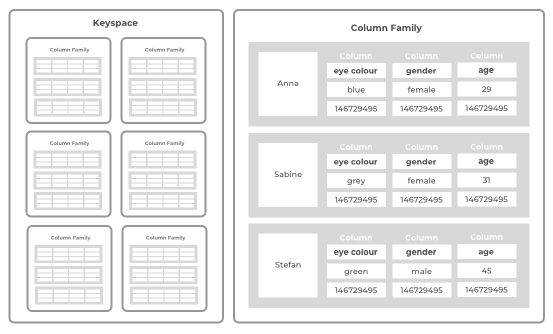 Keyspace
Column Family
Column Family
Column Family
Column Family
Column Family
Column Family
Column Family
Anna
Column Column Column
eye colour gender age
blue female 29
146729495 146729495 146729495
Sabine
Column Column Column
eye colour gender age
grey female 31
146729495 146729495 146729495
Stefan
Column Column Column
eye colour gender age
green male 45
146729495 146729495 146729495